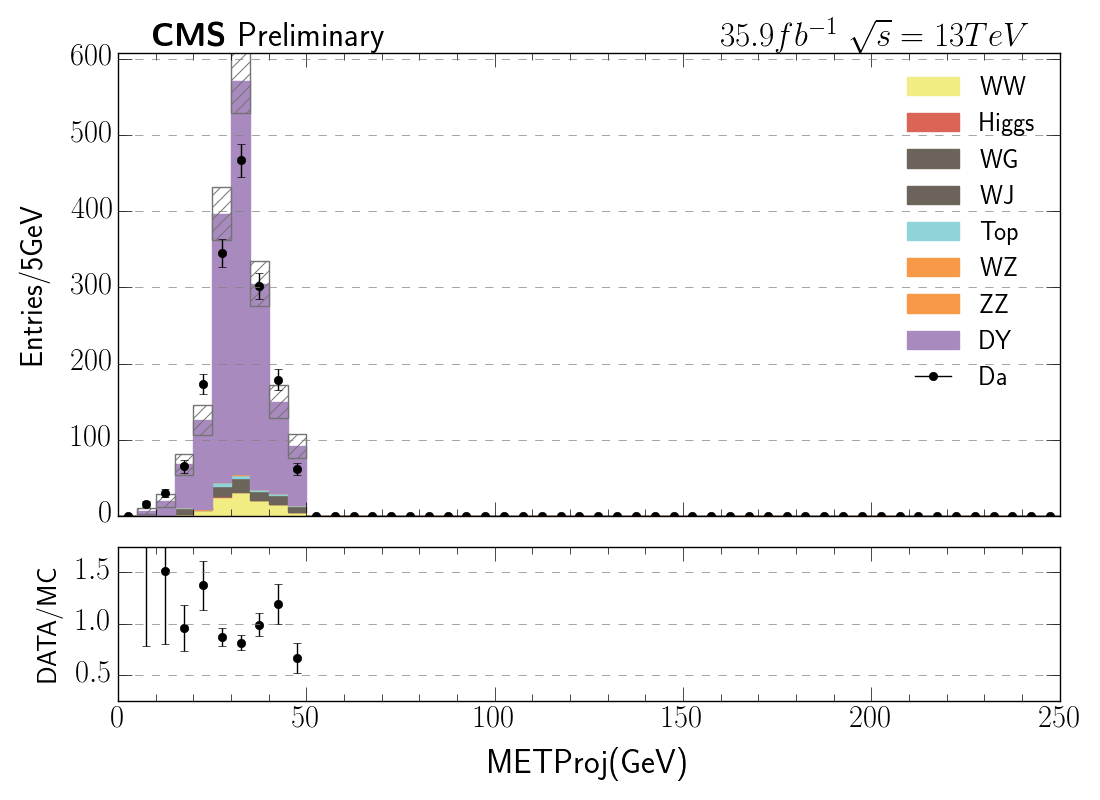 CMS Preliminary 35.9fb⁻¹ √s = 13TeV
Entries/5GeV
600
500
400
300
200
100
0
WW
Higgs
WG
WJ
Top
WZ
ZZ
DY
Da
DATA/MC
1.5
1.0
0.5
0 50 100 150 200 250
METProj(GeV)